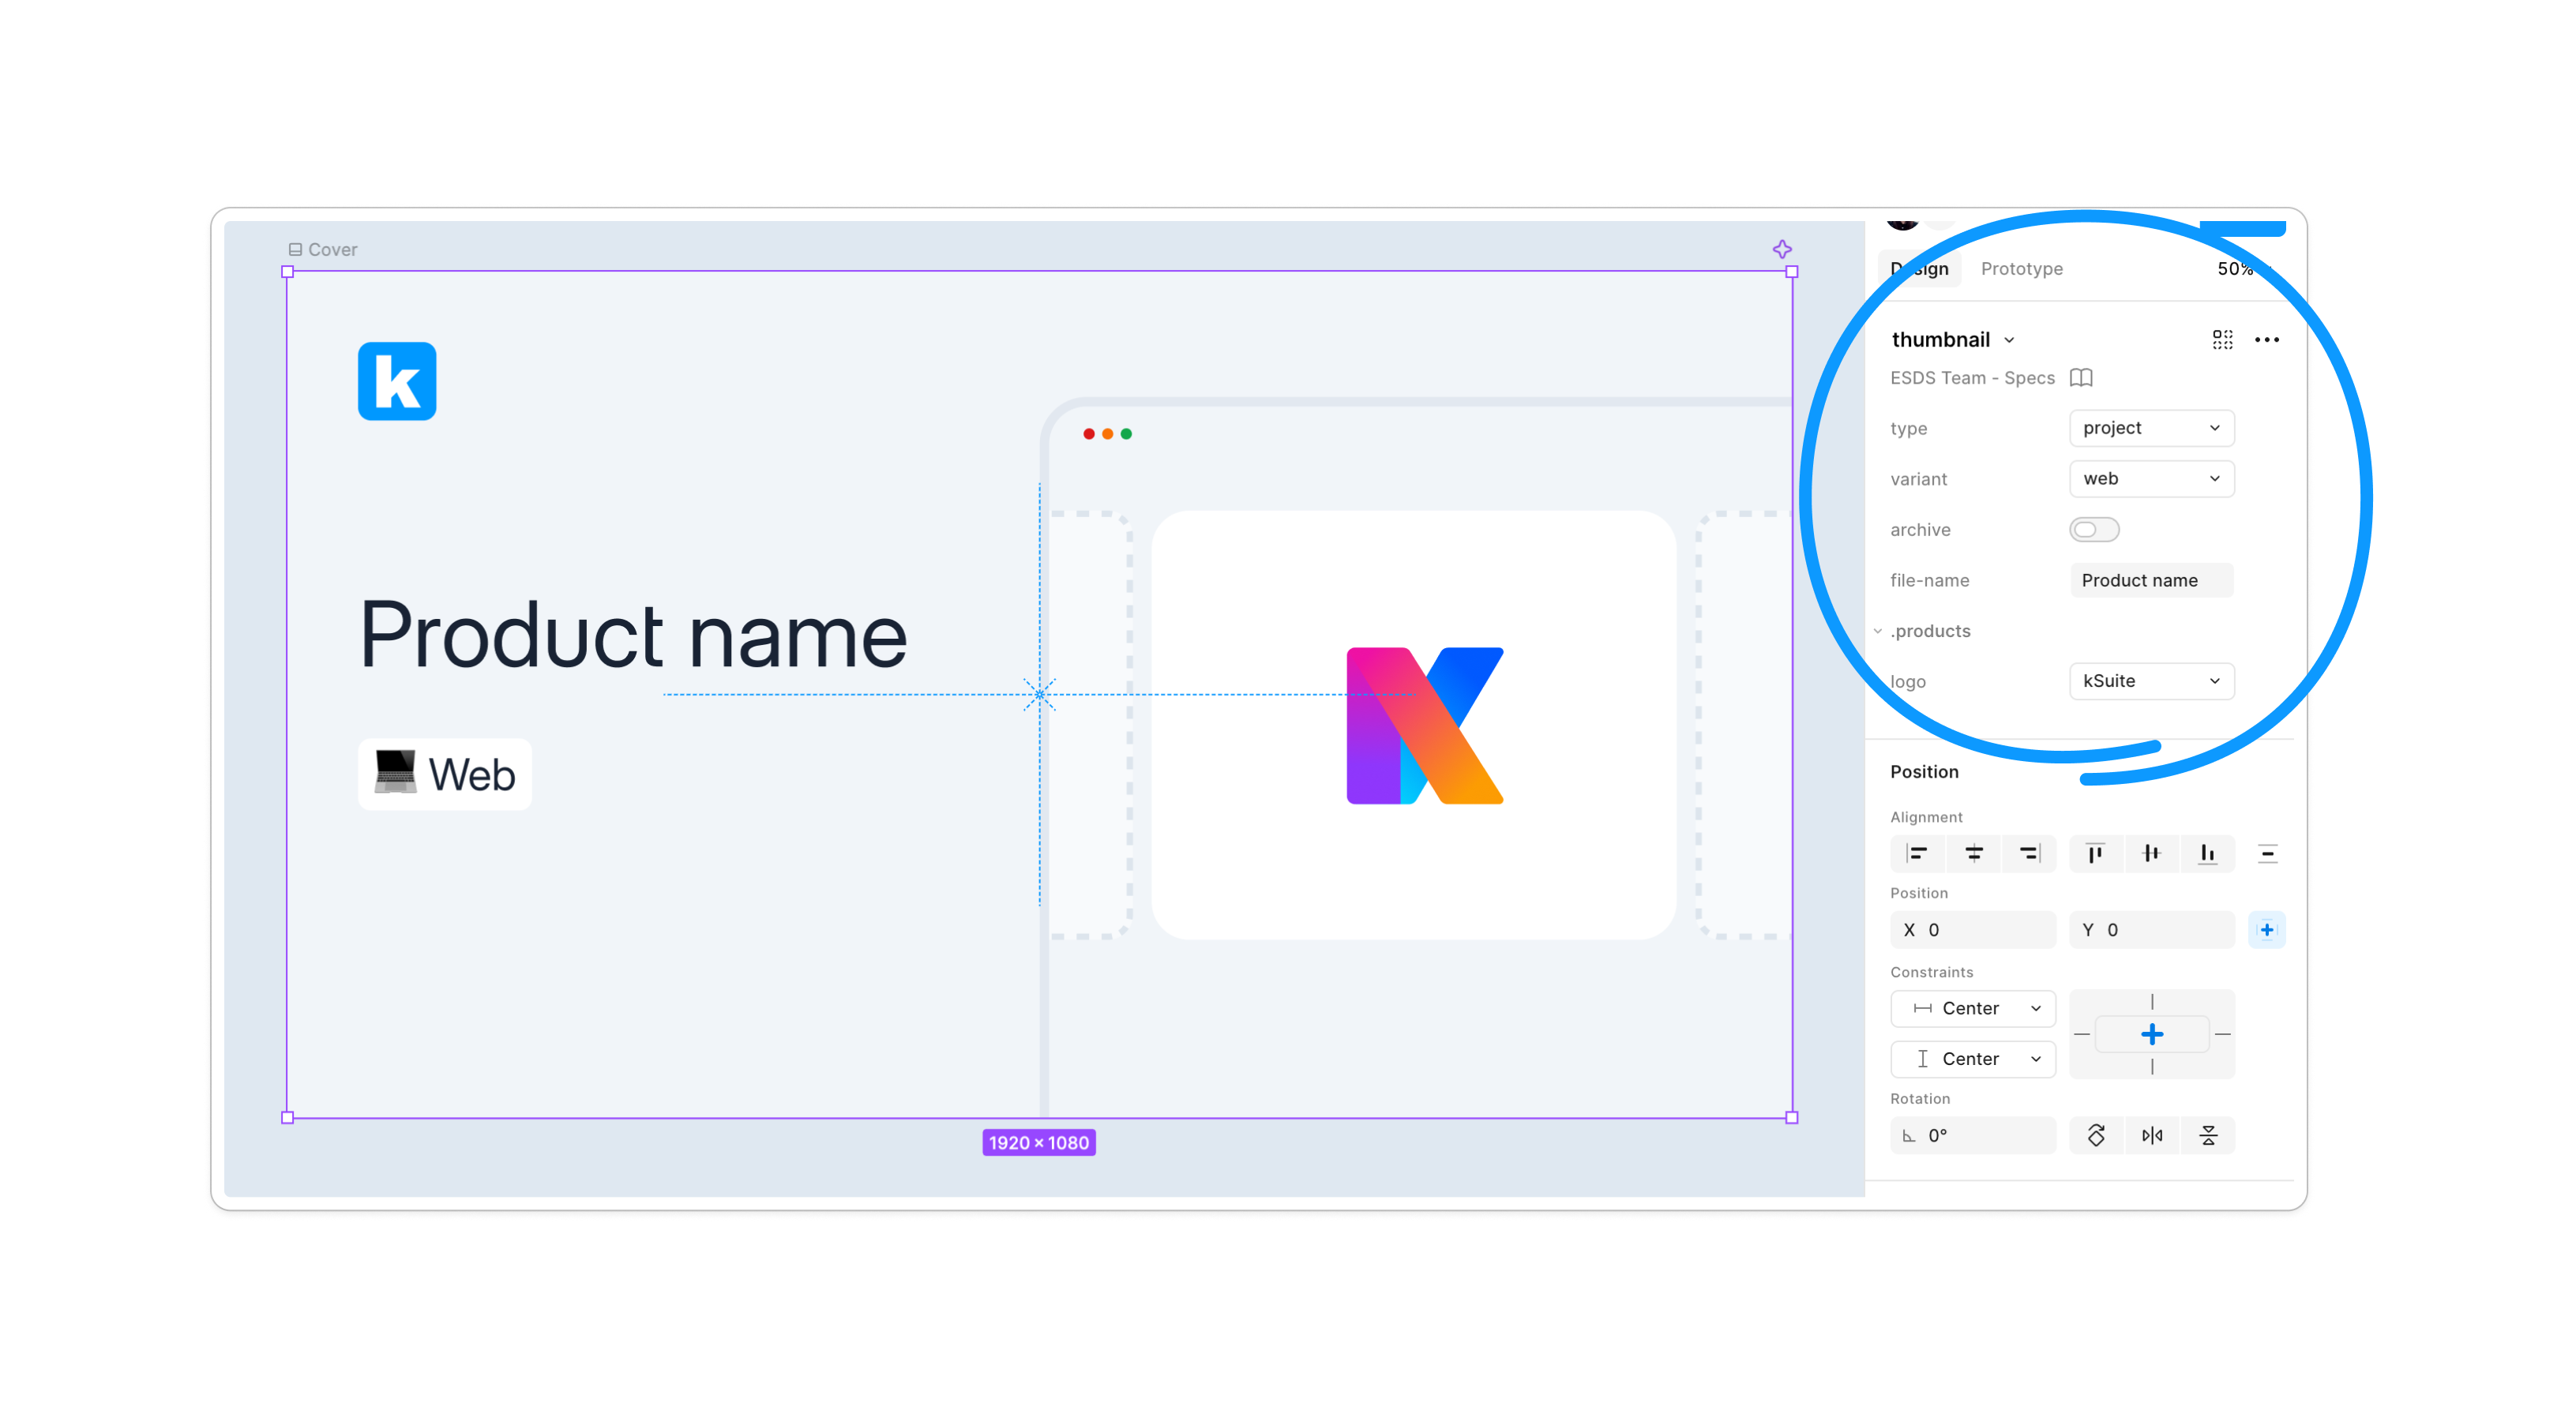 Cover
k
Product name
Web
1920 × 1080
Design
Prototype
50%
thumbnail
ESDS Team - Specs
type
project
variant
web
archive
file-name
Product name
.products
logo
kSuite
Position
Alignment
Position
X 0
Y 0
Constraints
Center
Center
Rotation
0°